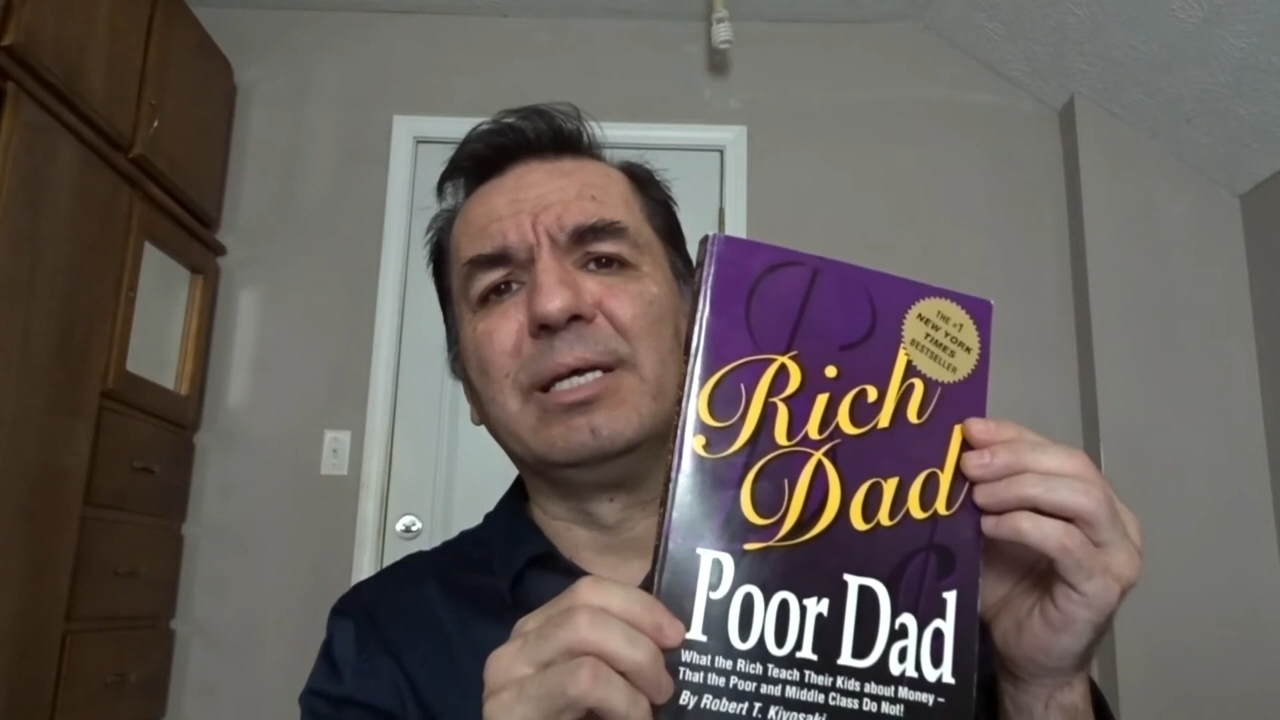 THE #1
NEW YORK
TIMES
BESTSELLER
Rich
Dad
Poor Dad
What the Rich Teach Their Kids about Money –
That the Poor and Middle Class Do Not!
By Robert T. Kiyosaki